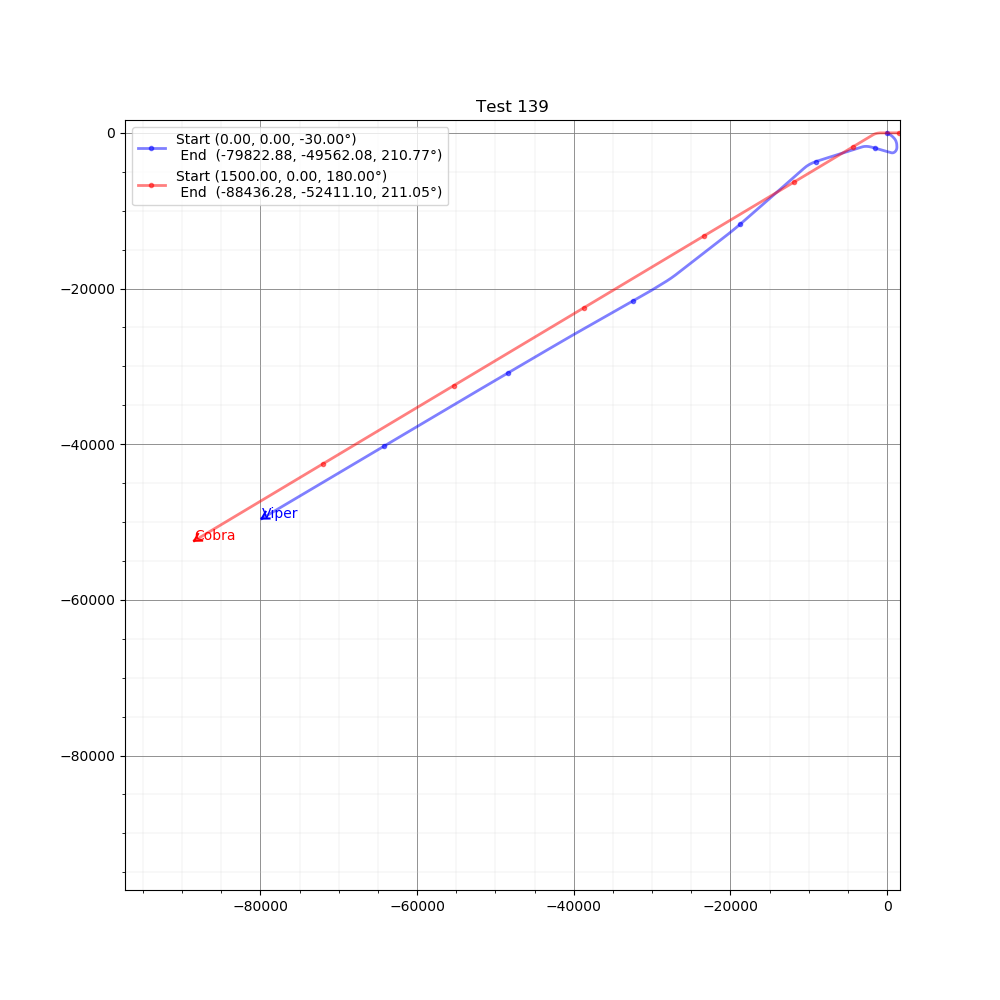 Test 139
Start (0.00, 0.00, -30.00°)
End (-79822.88, -49562.08, 210.77°)
Start (1500.00, 0.00, 180.00°)
End (-88436.28, -52411.10, 211.05°)
0
−20000
−40000
−60000
−80000
Viper
Cobra
−80000 −60000 −40000 −20000 0